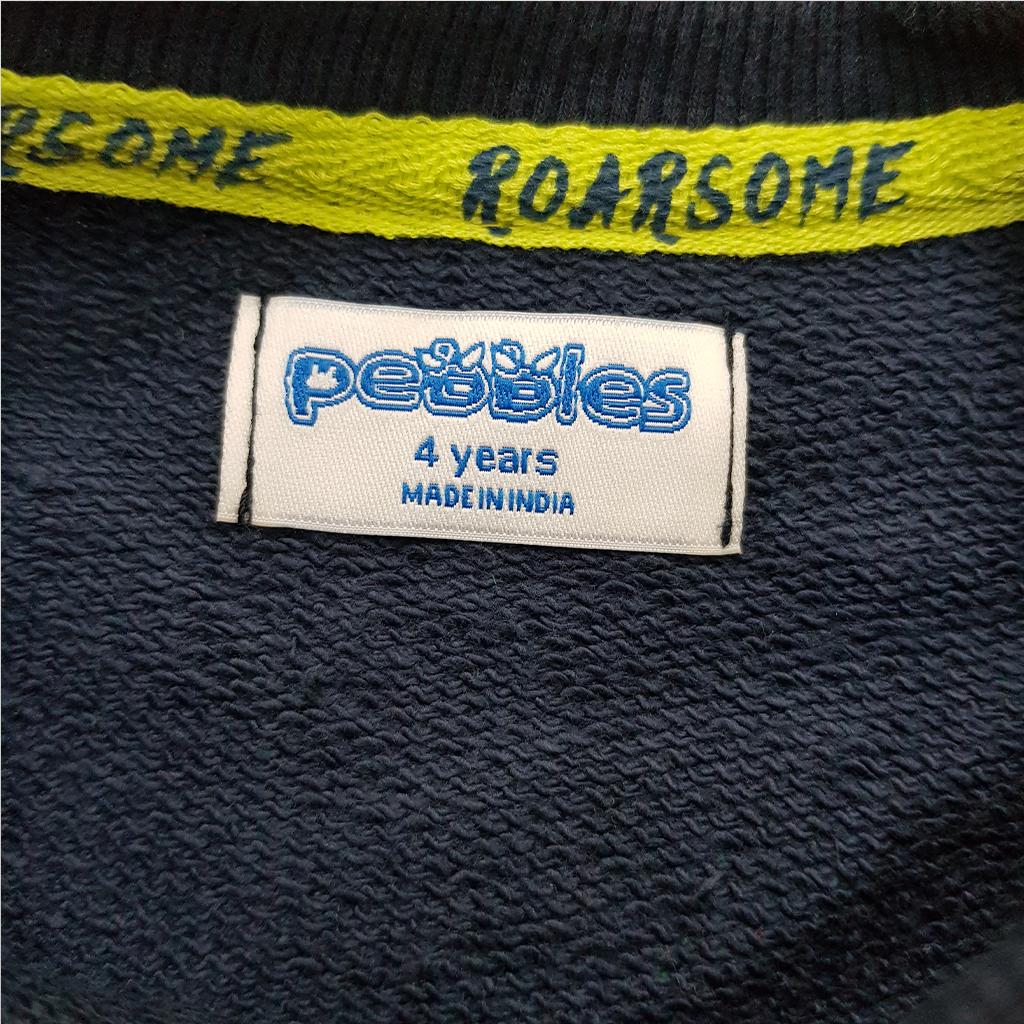 RSOME ROARSOME
pebbles
4 years
MADE IN INDIA